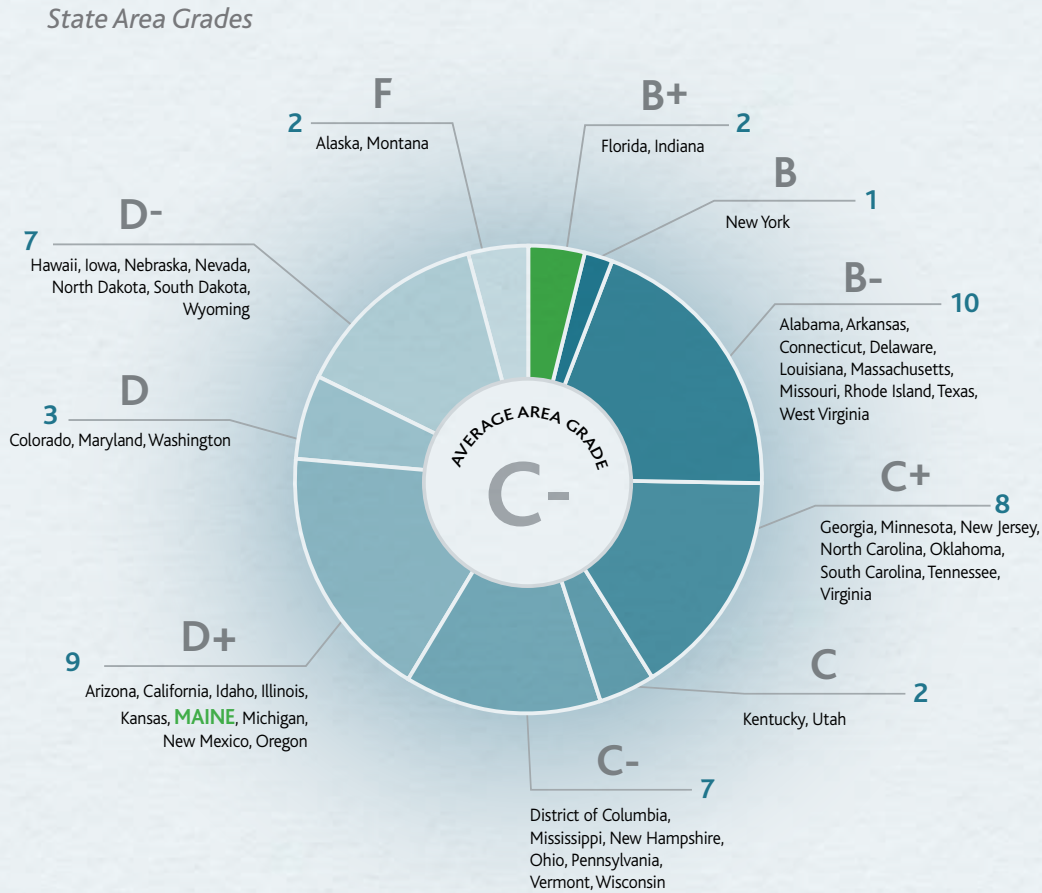 State Area Grades
F
2
Alaska, Montana
B+
2
Florida, Indiana
B
1
New York
B-
10
Alabama, Arkansas,
Connecticut, Delaware,
Louisiana, Massachusetts,
Missouri, Rhode Island, Texas,
West Virginia
C+
8
Georgia, Minnesota, New Jersey,
North Carolina, Oklahoma,
South Carolina, Tennessee,
Virginia
C
2
Kentucky, Utah
C-
7
District of Columbia,
Mississippi, New Hampshire,
Ohio, Pennsylvania,
Vermont, Wisconsin
D+
9
Arizona, California, Idaho, Illinois,
Kansas, MAINE, Michigan,
New Mexico, Oregon
D
3
Colorado, Maryland, Washington
D-
7
Hawaii, Iowa, Nebraska, Nevada,
North Dakota, South Dakota,
Wyoming
AVERAGE AREA GRADE
C-